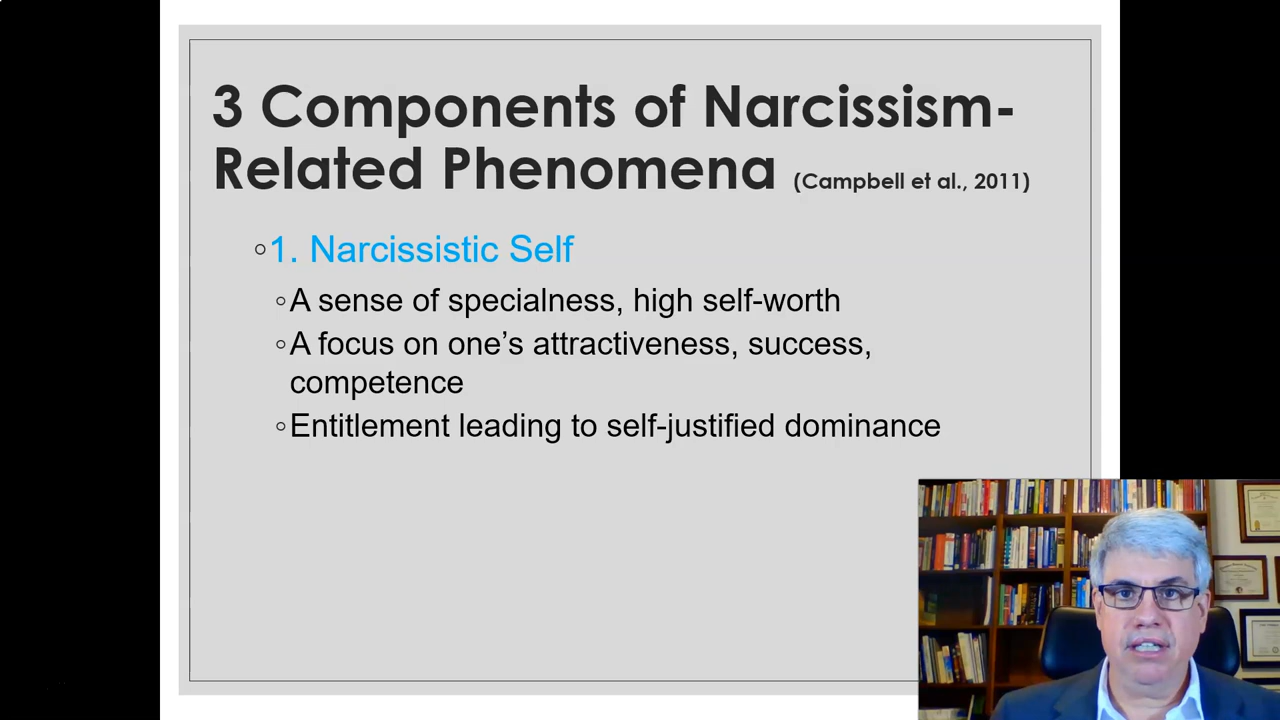 3 Components of Narcissism-
Related Phenomena (Campbell et al., 2011)
◦1. Narcissistic Self
◦A sense of specialness, high self-worth
◦A focus on one’s attractiveness, success,
competence
◦Entitlement leading to self-justified dominance